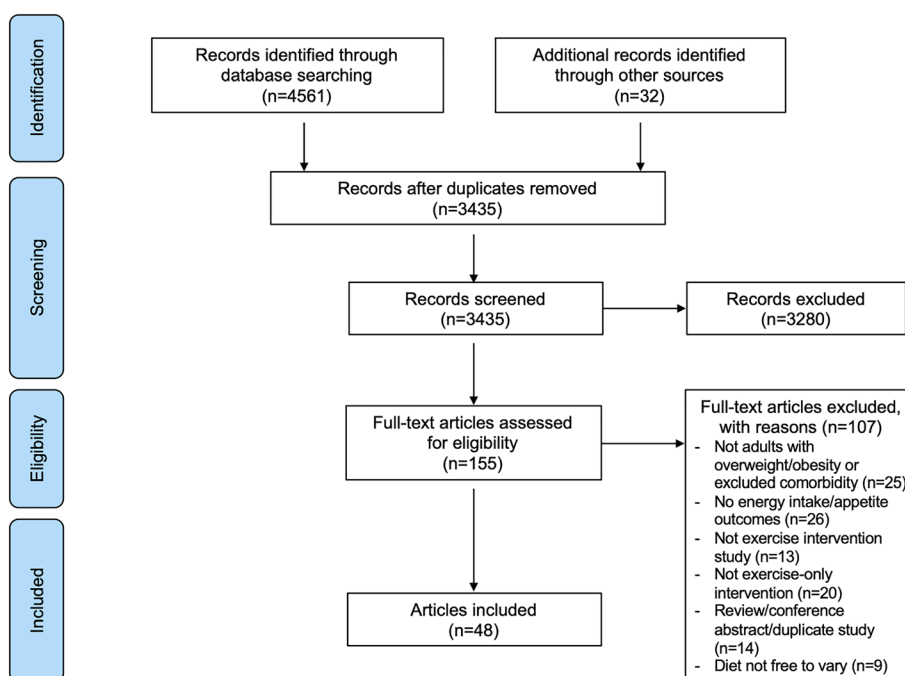 Identification
Records identified through
database searching
(n=4561)
Additional records identified
through other sources
(n=32)
Screening
Records after duplicates removed
(n=3435)
Records screened
(n=3435)
Records excluded
(n=3280)
Eligibility
Full-text articles assessed
for eligibility
(n=155)
Full-text articles excluded,
with reasons (n=107)
- Not adults with
overweight/obesity or
excluded comorbidity (n=25)
- No energy intake/appetite
outcomes (n=26)
- Not exercise intervention
study (n=13)
- Not exercise-only
intervention (n=20)
- Review/conference
abstract/duplicate study
(n=14)
- Diet not free to vary (n=9)
Included
Articles included
(n=48)